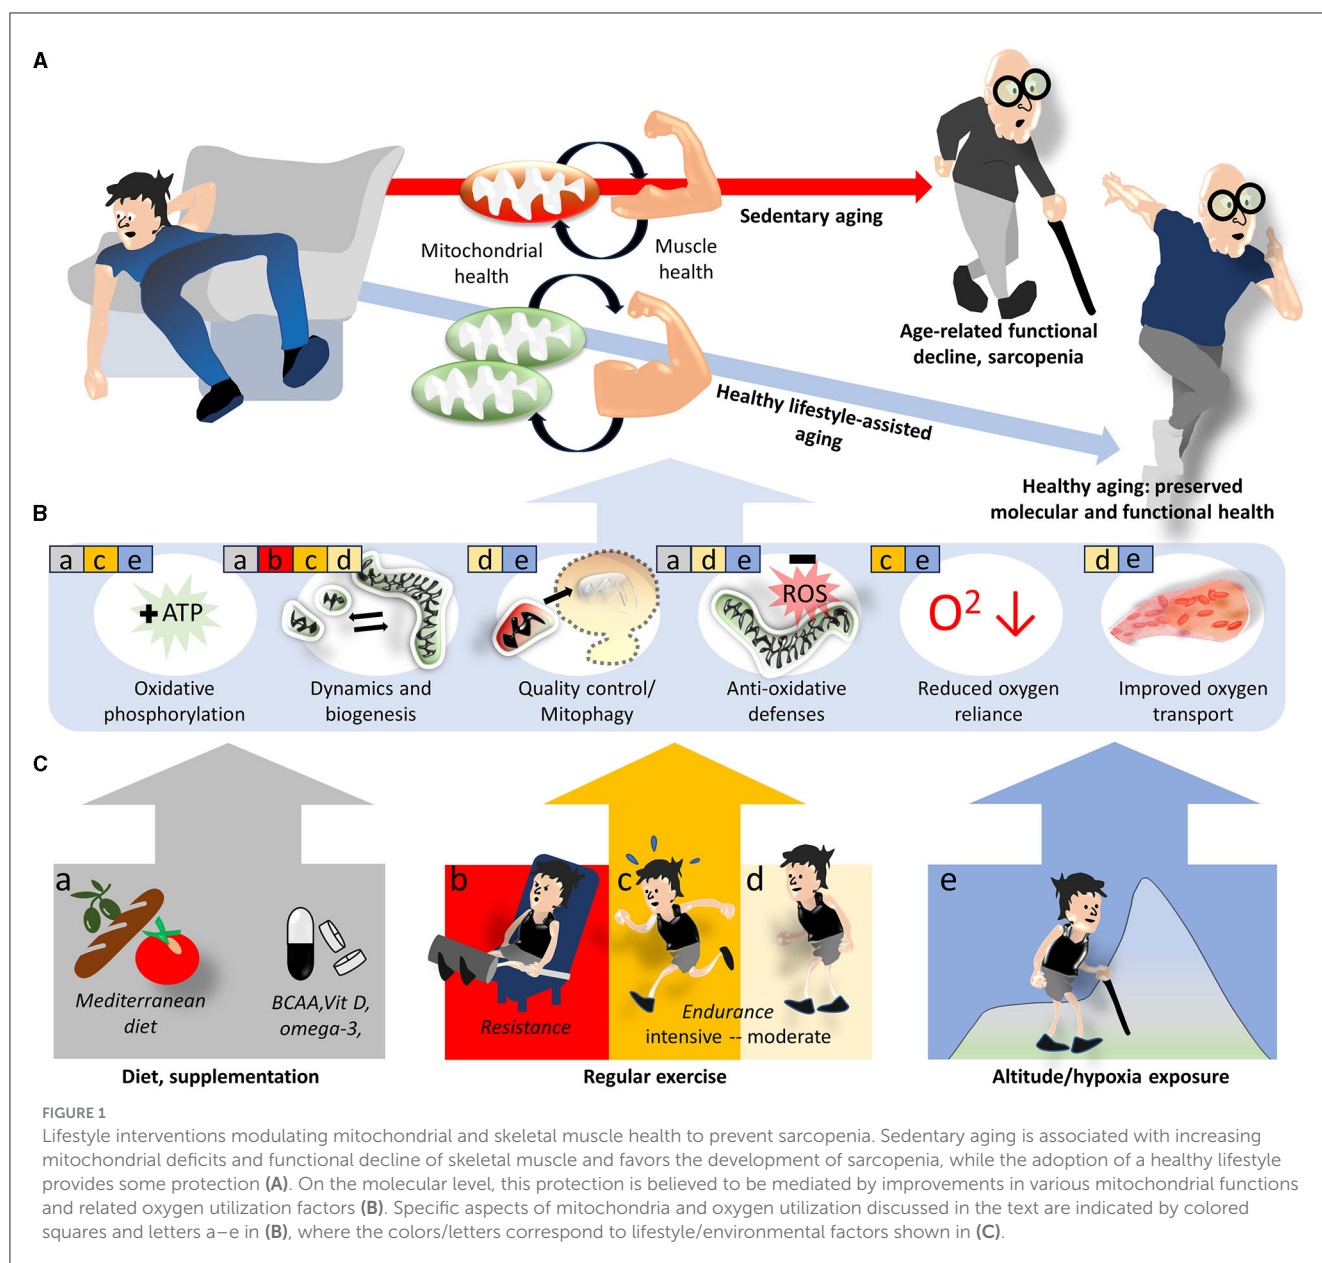 A
Sedentary aging
Mitochondrial
health
Muscle
health
Age-related functional
decline, sarcopenia
Healthy lifestyle-assisted
aging
Healthy aging: preserved
molecular and functional health
B
a c e
a b c d
d e
a d e
c e
d e
+ ATP
ROS
O² ↓
Oxidative
phosphorylation
Dynamics and
biogenesis
Quality control/
Mitophagy
Anti-oxidative
defenses
Reduced oxygen
reliance
Improved oxygen
transport
C
a
Mediterranean
diet
BCAA,Vit D,
omega-3,
Diet, supplementation
b
Resistance
c
d
Endurance
intensive -- moderate
Regular exercise
e
Altitude/hypoxia exposure
FIGURE 1
Lifestyle interventions modulating mitochondrial and skeletal muscle health to prevent sarcopenia. Sedentary aging is associated with increasing
mitochondrial deficits and functional decline of skeletal muscle and favors the development of sarcopenia, while the adoption of a healthy lifestyle
provides some protection (A). On the molecular level, this protection is believed to be mediated by improvements in various mitochondrial functions
and related oxygen utilization factors (B). Specific aspects of mitochondria and oxygen utilization discussed in the text are indicated by colored
squares and letters a–e in (B), where the colors/letters correspond to lifestyle/environmental factors shown in (C).